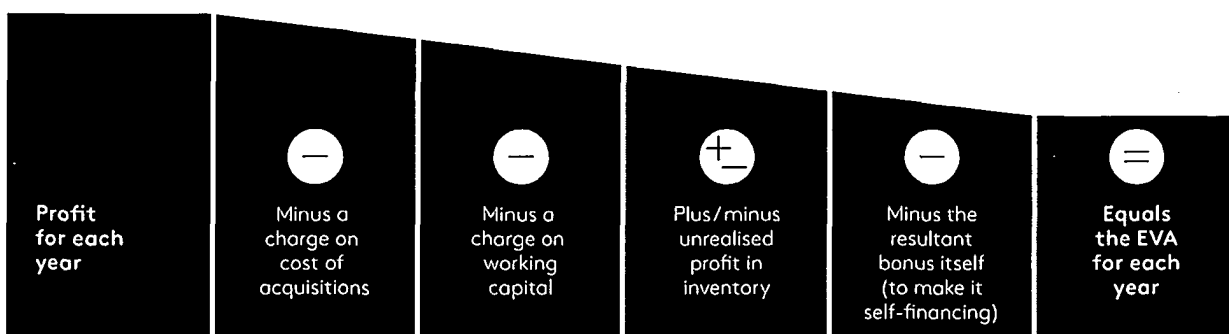 Profit
for each
year
−
Minus a
charge on
cost of
acquisitions
−
Minus a
charge on
working
capital
+−
Plus/minus
unrealised
profit in
inventory
−
Minus the
resultant
bonus itself
(to make it
self-financing)
=
Equals
the EVA
for each
year